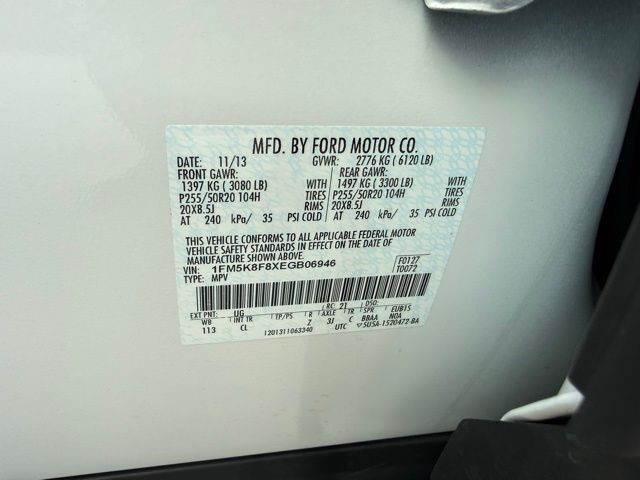 MFD. BY FORD MOTOR CO.
DATE: 11/13 GVWR: 2776 KG ( 6120 LB)
FRONT GAWR: REAR GAWR:
1397 KG ( 3080 LB) WITH 1497 KG ( 3300 LB) WITH
P255/50R20 104H TIRES P255/50R20 104H TIRES
20X8.5J RIMS 20X8.5J RIMS
AT 240 kPa/ 35 PSI COLD AT 240 kPa/ 35 PSI COLD
THIS VEHICLE CONFORMS TO ALL APPLICABLE FEDERAL MOTOR
VEHICLE SAFETY STANDARDS IN EFFECT ON THE DATE OF
MANUFACTURE SHOWN ABOVE.
1FM5K8F8XEGB06946 F0127
TYPE: MPV T0072
EXT PNT: UG RC: 21 DSO:
WB INT TR TP/PS R AXLE TR SPR EUB15
113 CL Z 3J C BBAA NOA
1201311063340 UTC ▽5USA-1520472-BA